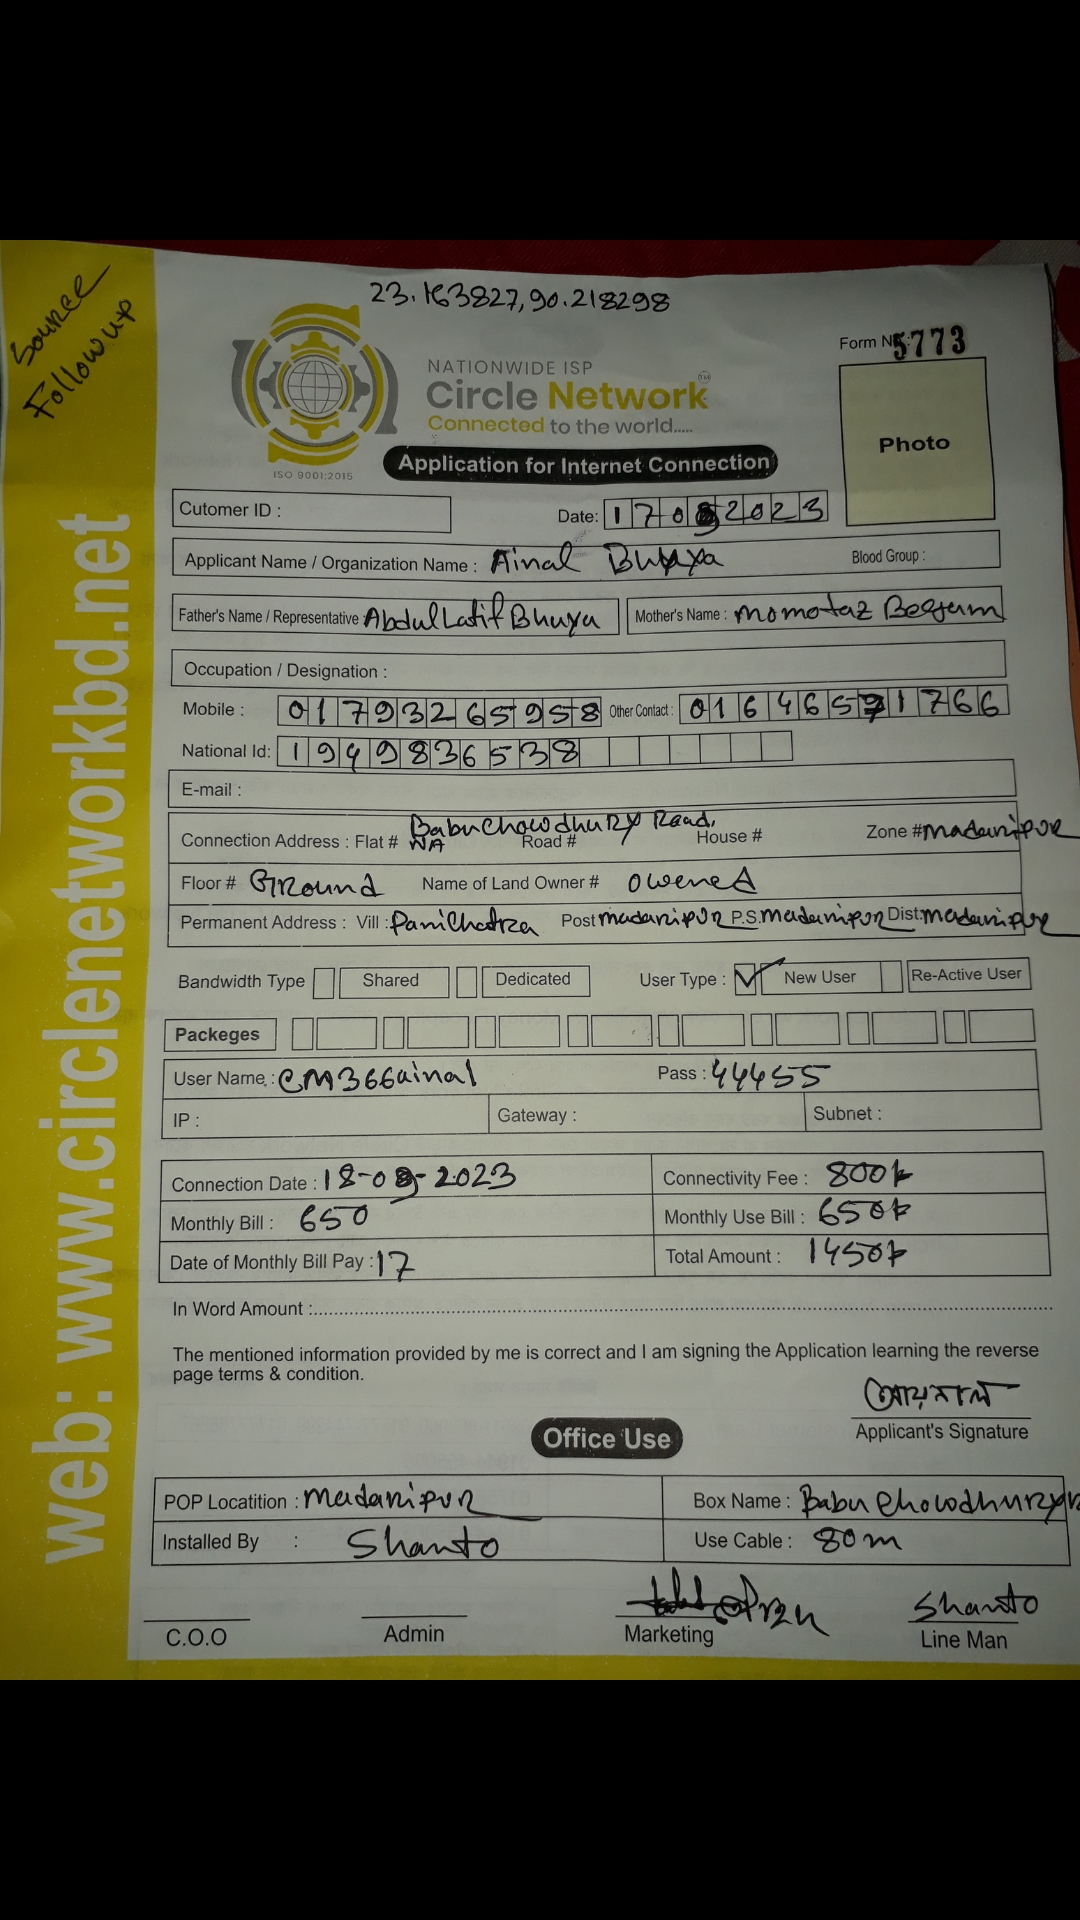 Source
Followup
23.163827,90.218298
Form No 5773
NATIONWIDE ISP
Circle Network TM
Connected to the world.....
ISO 9001:2015
Application for Internet Connection
Photo
Cutomer ID :
Date: 17 2023
Applicant Name / Organization Name : Ainal Bhuya
Blood Group :
Father's Name / Representative Abdul Latif Bhuya
Mother's Name : Momotaz Begum
Occupation / Designation :
Mobile : 01793265958 Other Contact : 01646571766
National Id: 1949836538
E-mail :
Babu Chowdhury Road,
Connection Address : Flat # NA Road # House # Zone # Madaripur
Floor # Ground Name of Land Owner # Owened
Permanent Address : Vill : Panichatra Post Madaripur P.S. Madaripur Dist: Madaripur
Bandwidth Type Shared Dedicated User Type : ✓ New User Re-Active User
Packeges
User Name : CM366ainal Pass : 44455
IP : Gateway : Subnet :
Connection Date : 18-09-2023 Connectivity Fee : 800৳
Monthly Bill : 650 Monthly Use Bill : 650৳
Date of Monthly Bill Pay : 17 Total Amount : 1450৳
In Word Amount :
The mentioned information provided by me is correct and I am signing the Application learning the reverse
page terms & condition.
আয়নাল
Applicant's Signature
Office Use
POP Locatition : Madaripur Box Name : Babu Chowdhury
Installed By : Shanto Use Cable : 80m
Shanto
C.O.O Admin Marketing Line Man
web: www.circlenetworkbd.net